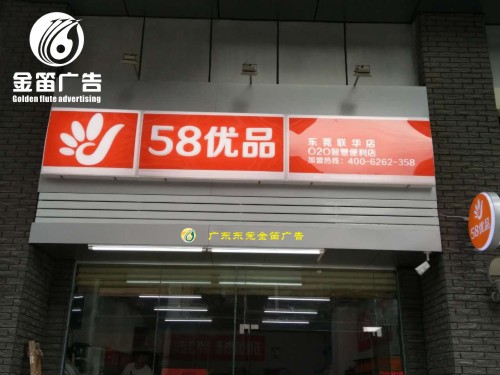 金笛广告
Golden flute advertising
58优品
东莞联华店
O2O智慧便利店
加盟热线：400-6262-358
58优品
广东东莞金笛广告